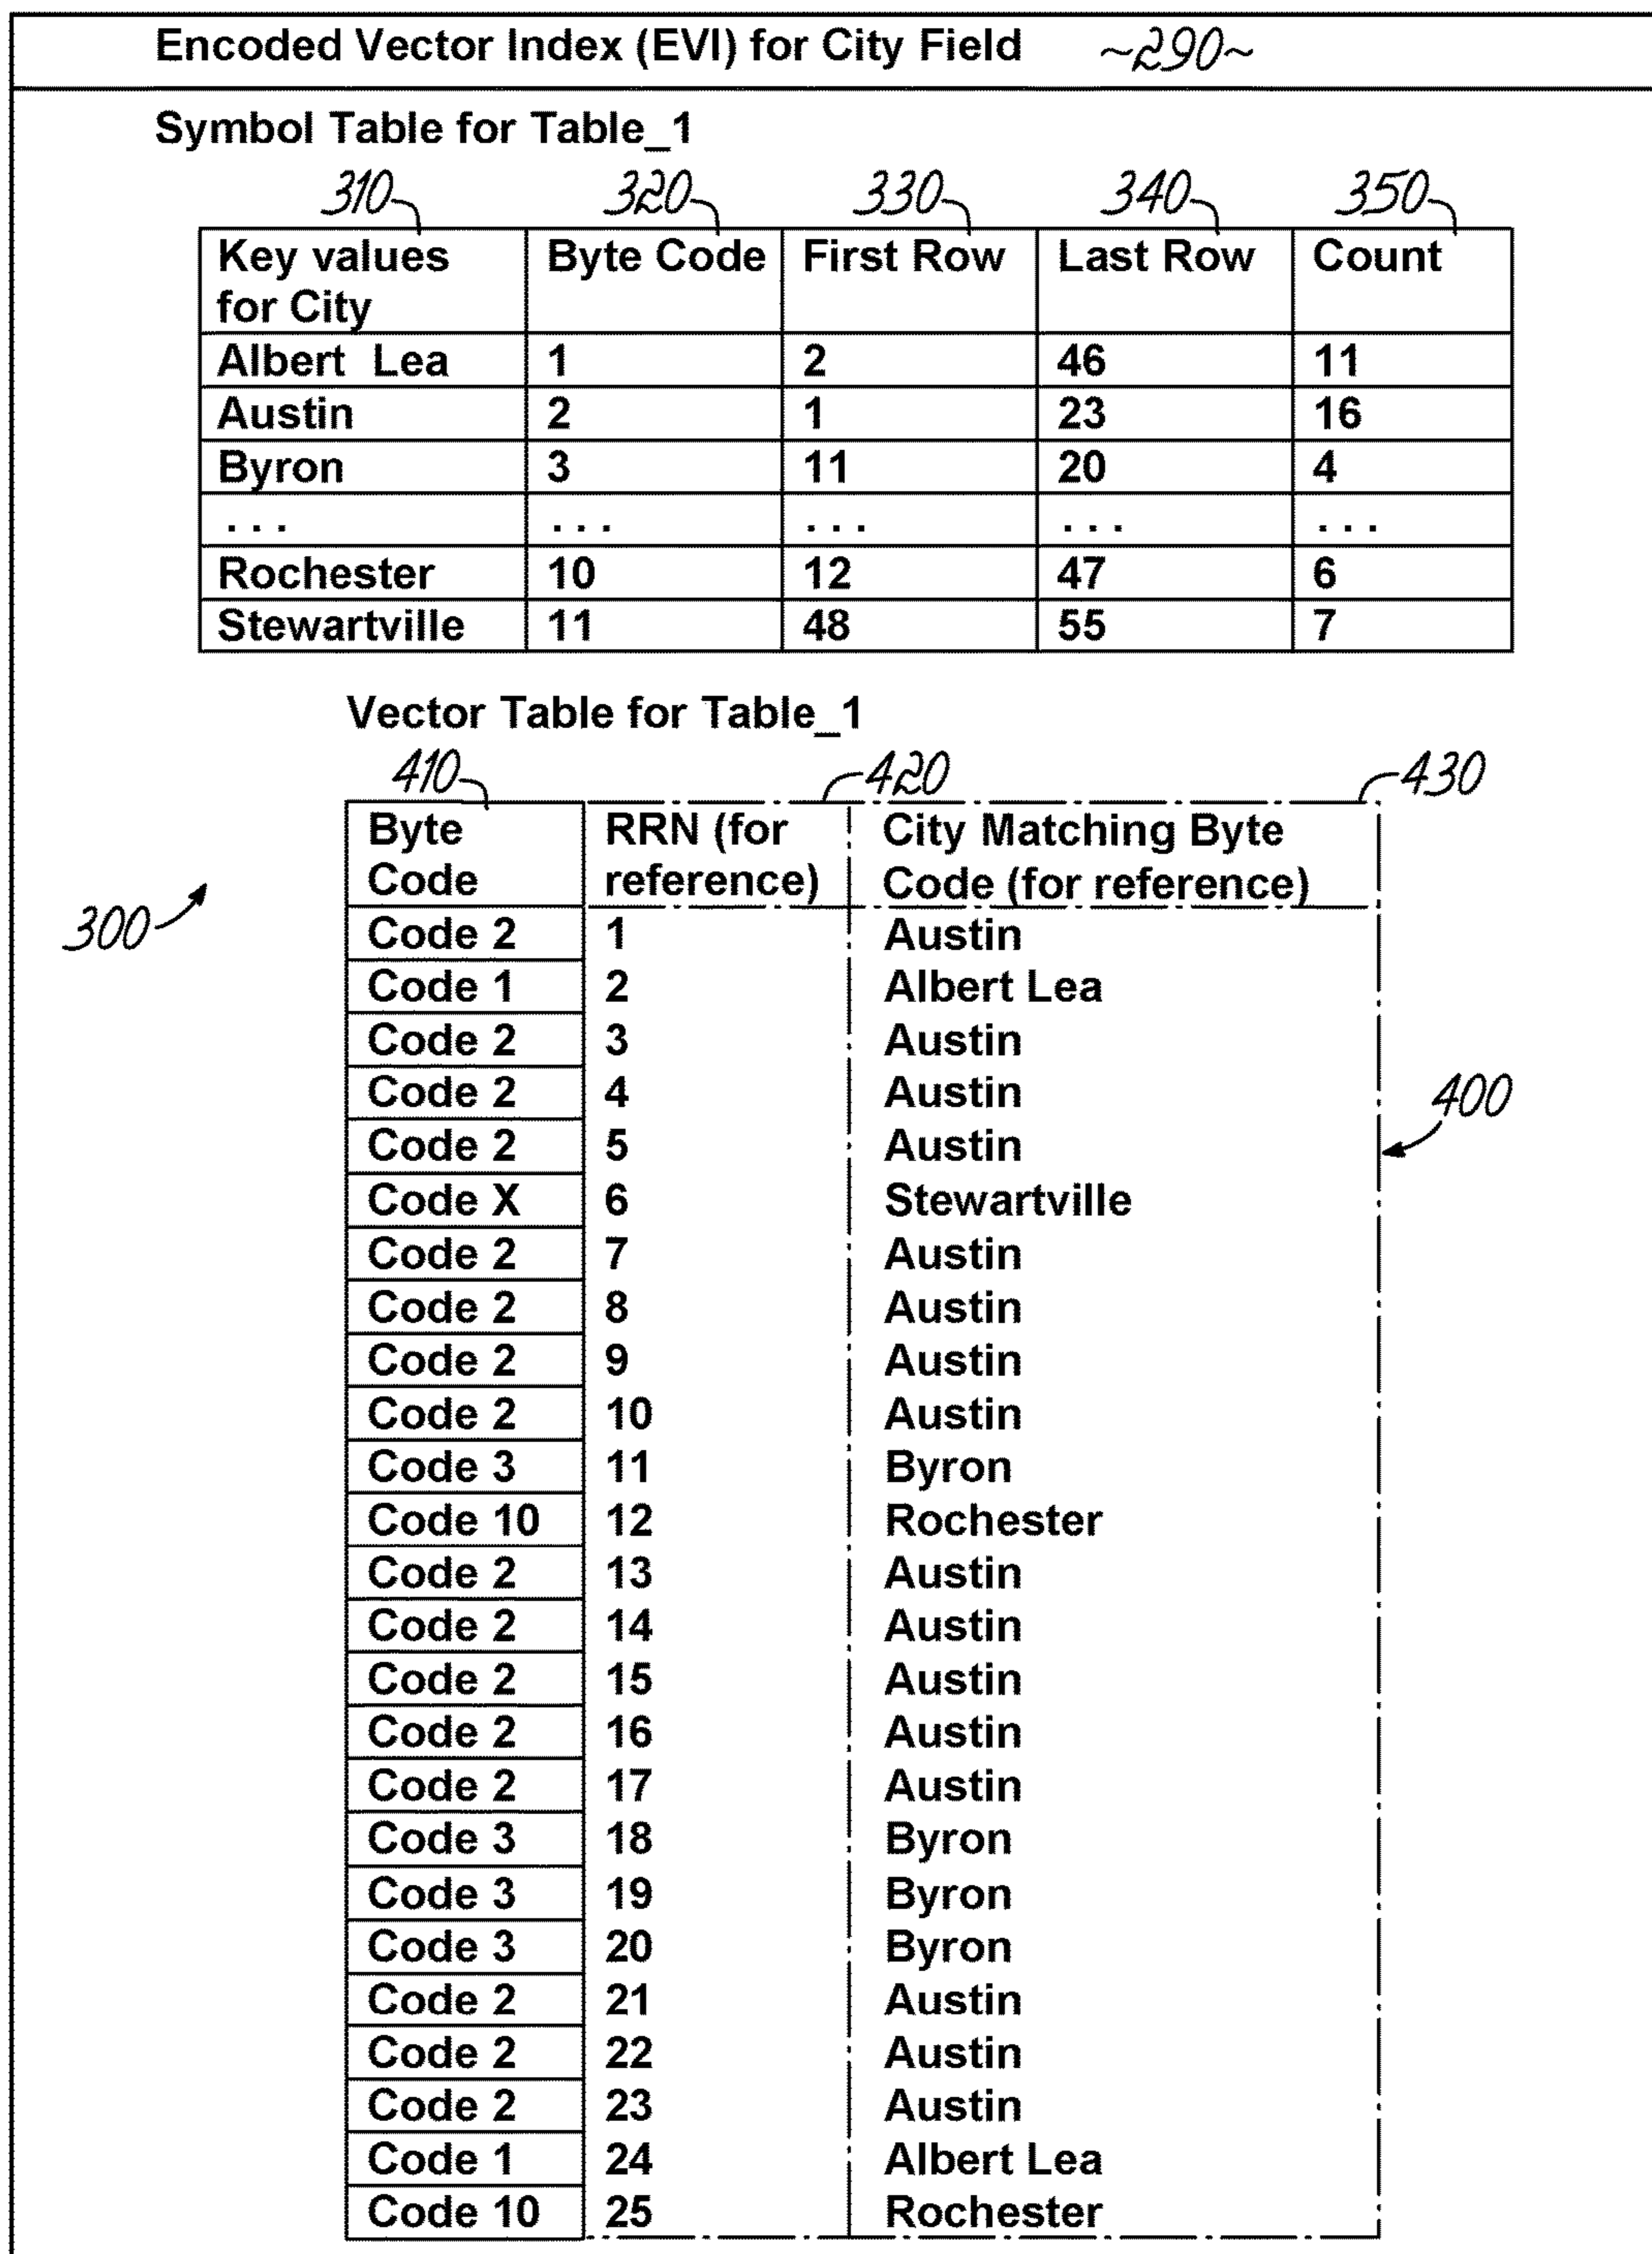 Encoded Vector Index (EVI) for City Field ~290~
Symbol Table for Table_1
310 320 330 340 350
Key values for City Byte Code First Row Last Row Count
Albert Lea 1 2 46 11
Austin 2 1 23 16
Byron 3 11 20 4
... ... ... ... ...
Rochester 10 12 47 6
Stewartville 11 48 55 7
Vector Table for Table_1
410 420 430
Byte Code RRN (for reference) City Matching Byte Code (for reference)
300
Code 2 1 Austin
Code 1 2 Albert Lea
Code 2 3 Austin
Code 2 4 Austin
400
Code 2 5 Austin
Code X 6 Stewartville
Code 2 7 Austin
Code 2 8 Austin
Code 2 9 Austin
Code 2 10 Austin
Code 3 11 Byron
Code 10 12 Rochester
Code 2 13 Austin
Code 2 14 Austin
Code 2 15 Austin
Code 2 16 Austin
Code 2 17 Austin
Code 3 18 Byron
Code 3 19 Byron
Code 3 20 Byron
Code 2 21 Austin
Code 2 22 Austin
Code 2 23 Austin
Code 1 24 Albert Lea
Code 10 25 Rochester